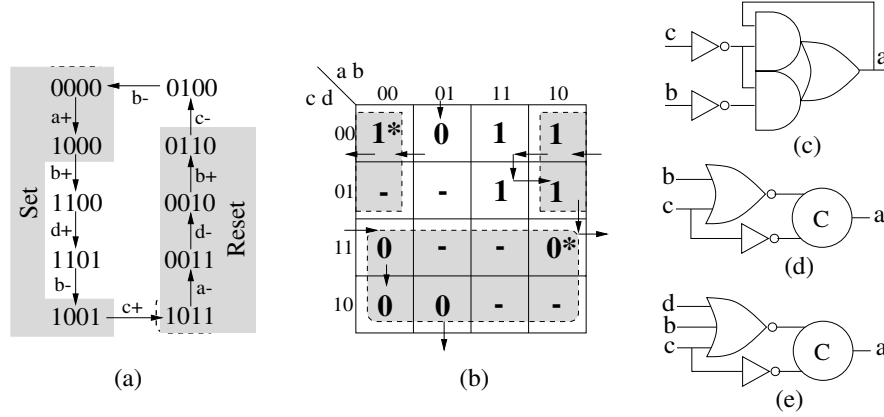 0000 b- 0100
a+ c-
1000 0110
b+ b+
Set 1100 0010 Reset
d+ d-
1101 0011
b- a-
1001 c+ 1011
(a)
a b
c d 00 01 11 10
00 1* 0 1 1
01 - - 1 1
11 0 - - 0*
10 0 0 - -
(b)
c a
b
(c)
b
c C a
(d)
d
b
c C a
(e)